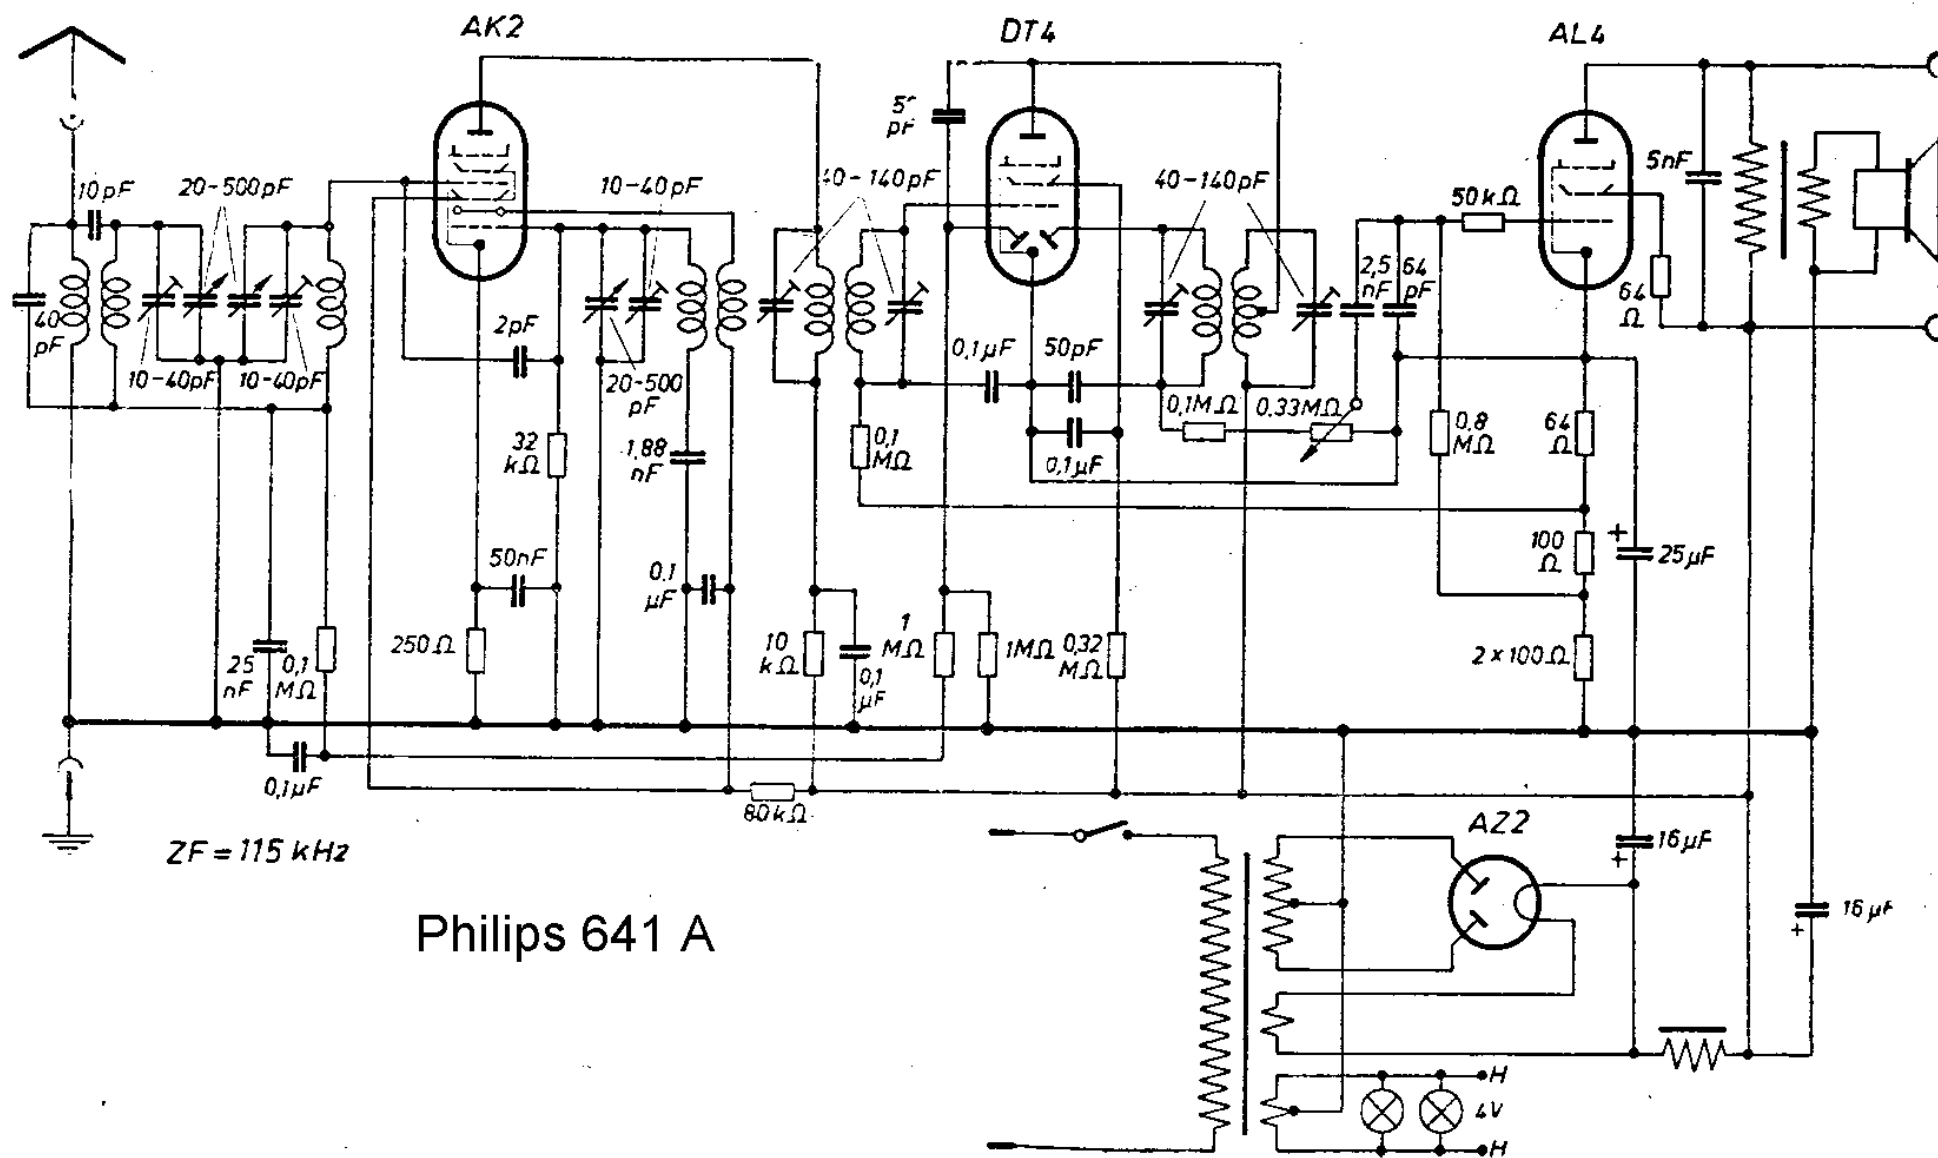 AK2
DT4
AL4
10pF
20-500pF
10-40pF
40-140pF
pF
40-140pF
50kΩ
5nF
40
pF
10-40pF
10-40pF
2pF
20-500
pF
0,1µF
50pF
2,5
nF
64
pF
64
Ω
0,1MΩ
0,33MΩ
32
kΩ
1,88
nF
0,1
MΩ
0,1µF
0,8
MΩ
64
Ω
50nF
0,1
µF
100
Ω
+
25µF
250Ω
25
nF
0,1
MΩ
10
kΩ
0,1
µF
1
MΩ
1MΩ
0,32
MΩ
2×100Ω
0,1µF
80kΩ
ZF = 115 kHz
AZ2
16µF
+
Philips 641 A
16µF
+
H
4V
H